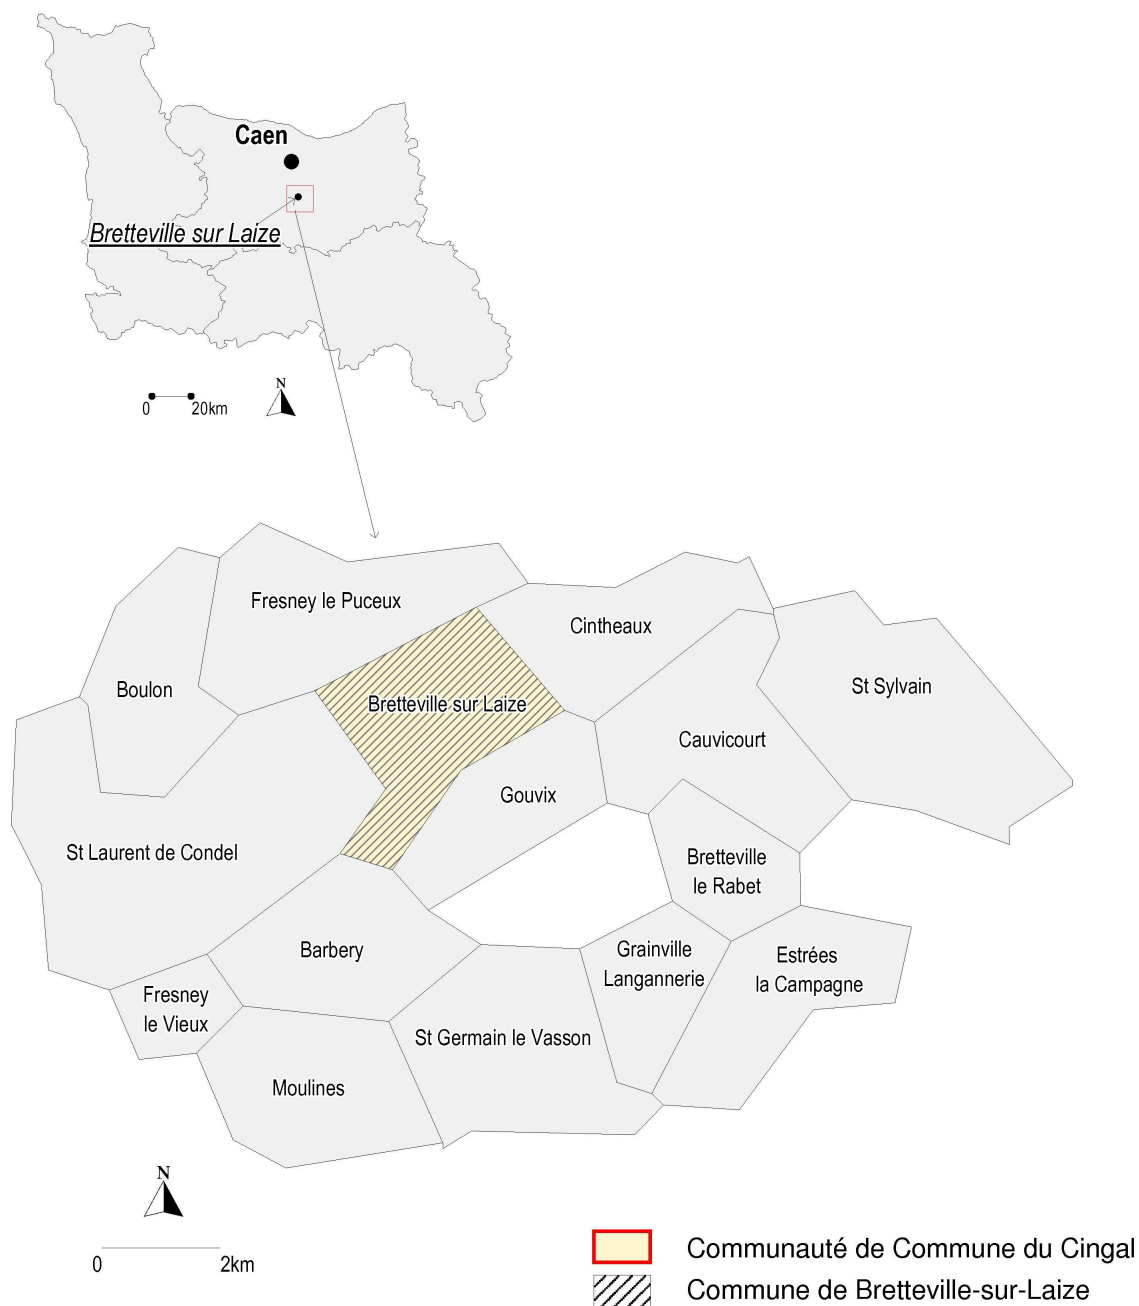 Caen
Bretteville sur Laize
N
0 20km
Fresney le Puceux
Cintheaux
Boulon
St Sylvain
Bretteville sur Laize
Cauvicourt
Gouvix
St Laurent de Condel
Bretteville
le Rabet
Barbery
Grainville
Langannerie
Estrées
la Campagne
Fresney
le Vieux
St Germain le Vasson
Moulines
N
0 2km
Communauté de Commune du Cingal
Commune de Bretteville-sur-Laize